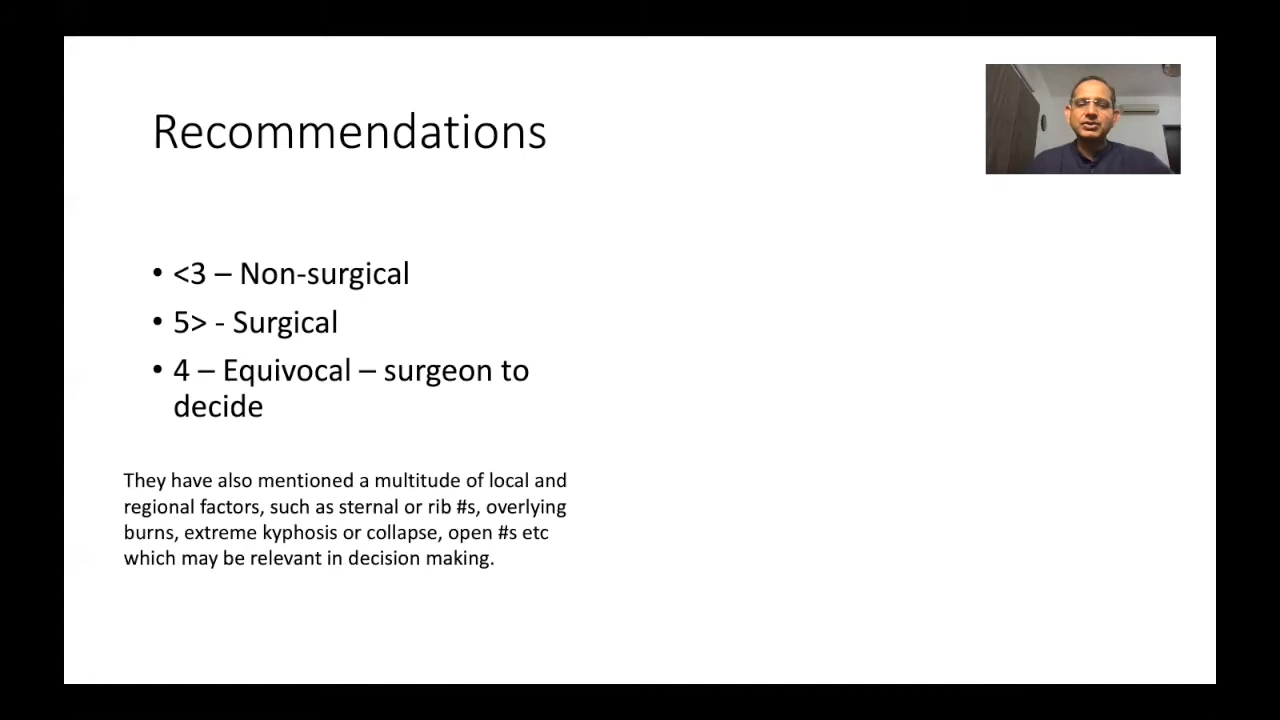 Recommendations
• <3 – Non-surgical
• 5> - Surgical
• 4 – Equivocal – surgeon to
decide
They have also mentioned a multitude of local and
regional factors, such as sternal or rib #s, overlying
burns, extreme kyphosis or collapse, open #s etc
which may be relevant in decision making.